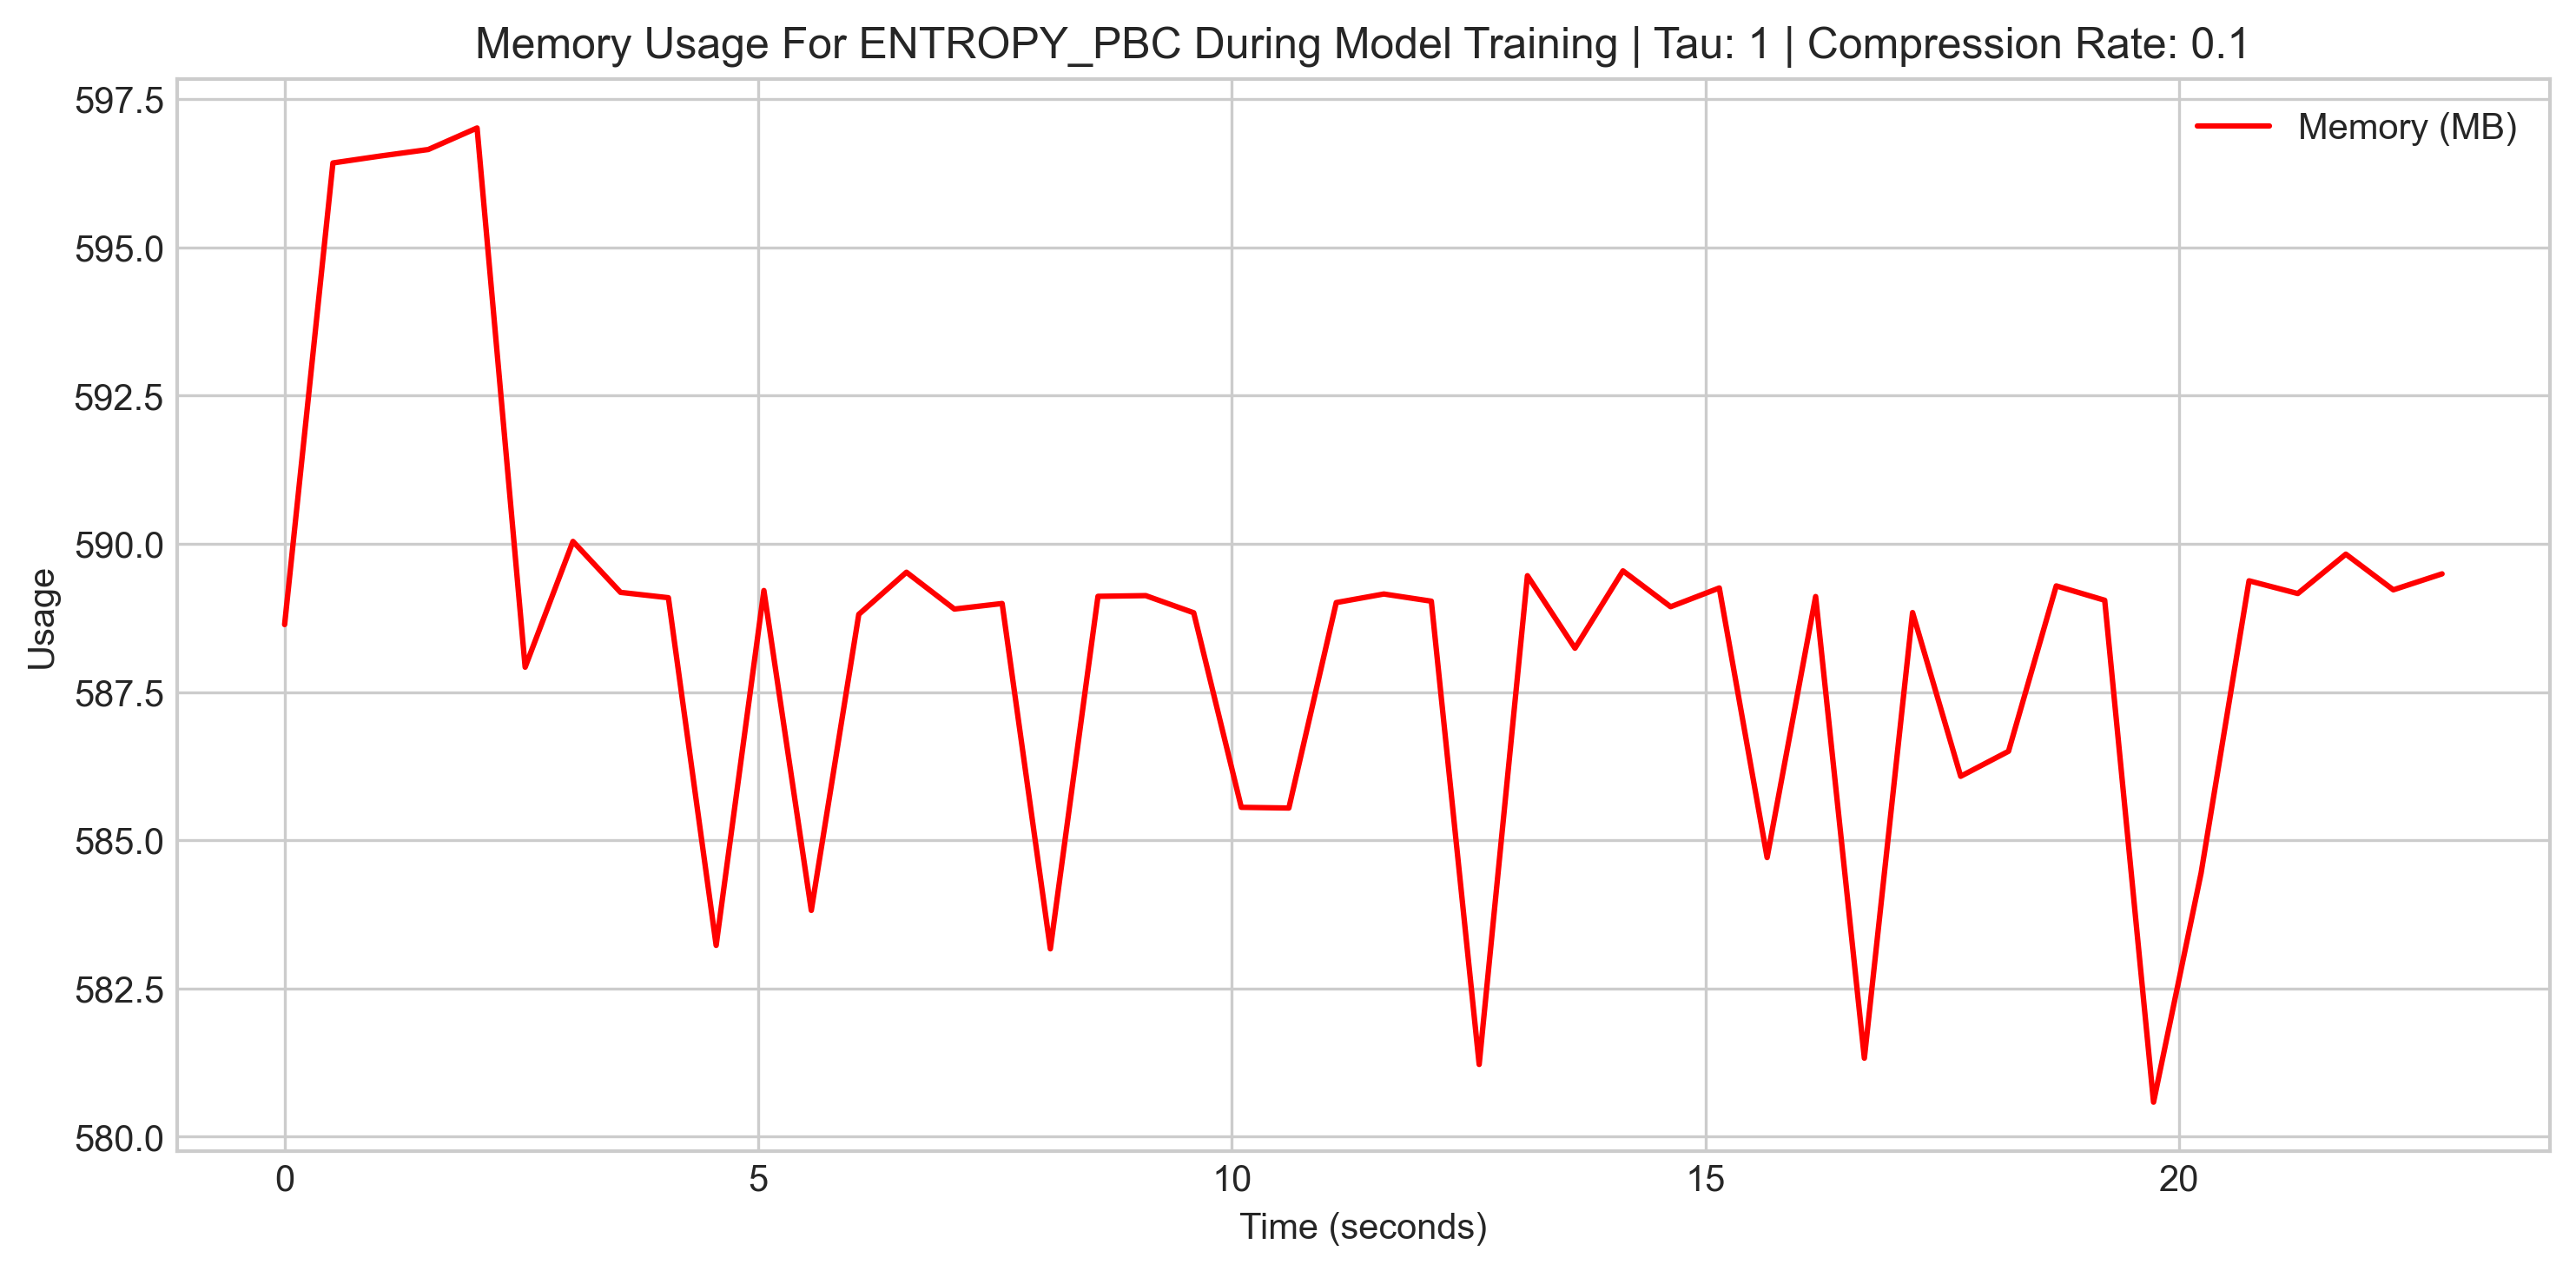 Memory Usage For ENTROPY_PBC During Model Training | Tau: 1 | Compression Rate: 0.1
Memory (MB)
597.5
595.0
592.5
590.0
587.5
585.0
582.5
580.0
Usage
0 5 10 15 20
Time (seconds)